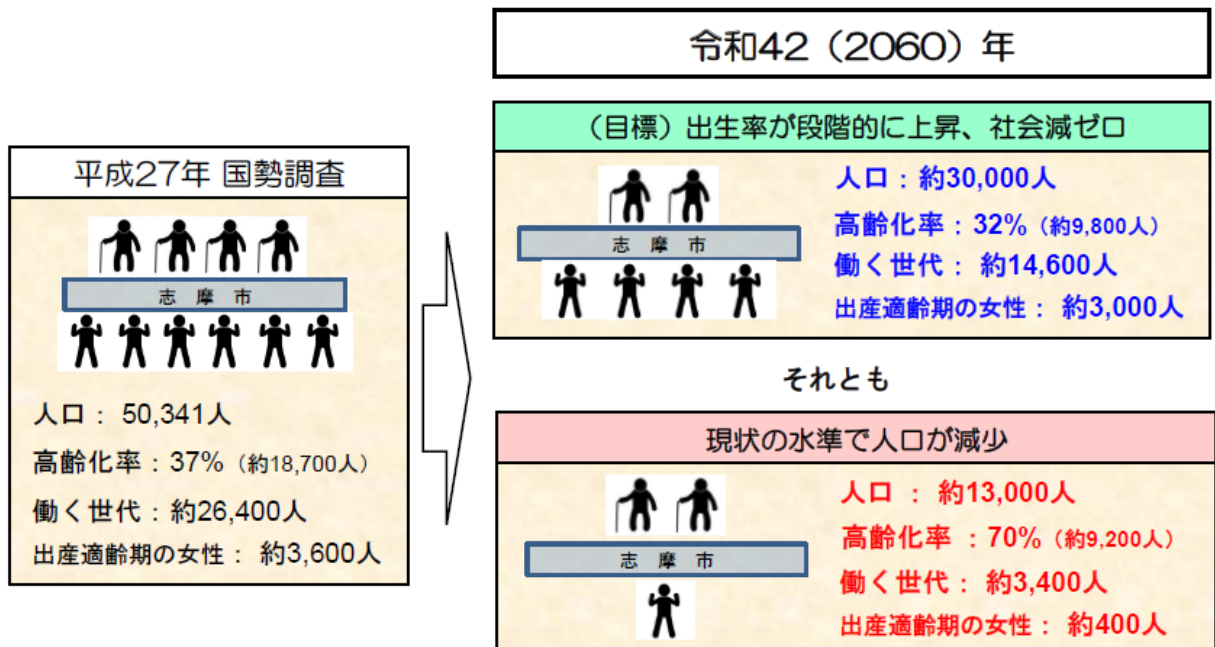 令和42（2060）年
平成27年 国勢調査
志 摩 市
人口： 50,341人
高齢化率：37%（約18,700人）
働く世代：約26,400人
出産適齢期の女性： 約3,600人
（目標）出生率が段階的に上昇、社会減ゼロ
志 摩 市
人口：約30,000人
高齢化率：32%（約9,800人）
働く世代： 約14,600人
出産適齢期の女性： 約3,000人
それとも
現状の水準で人口が減少
志 摩 市
人口 ： 約13,000人
高齢化率 ：70%（約9,200人）
働く世代： 約3,400人
出産適齢期の女性： 約400人